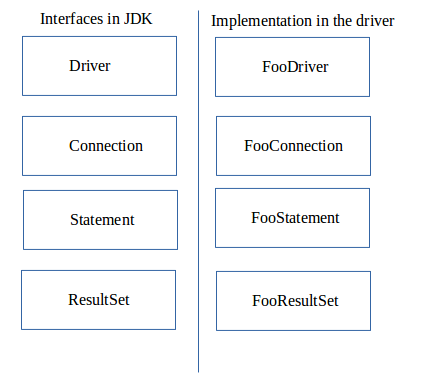 Interfaces in JDK
Implementation in the driver
Driver
FooDriver
Connection
FooConnection
Statement
FooStatement
ResultSet
FooResultSet